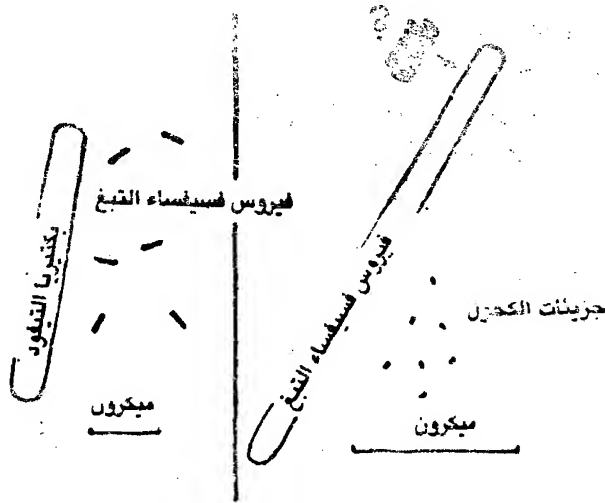 فيروس فسيفساء التبغ
بكتيريا التيفود
ميكرون
فيروس فسيفساء التبغ
جزيئات الكحول
ميكرون